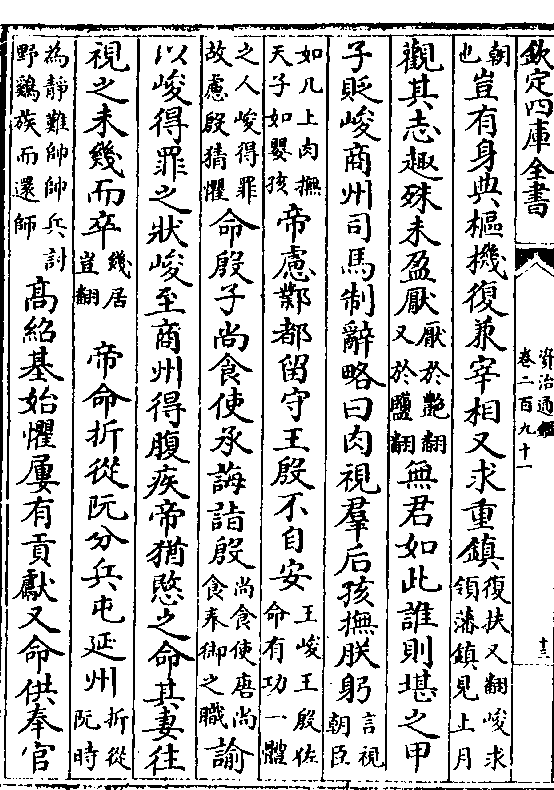 欽定四庫全書
資治通鑑
卷二百九十一
十三
朝
也
豈有身典樞機復兼宰相又求重鎮
復扶又翻峻求
領藩鎮見上月
觀其志趣殊未盈厭
厭於艷翻
又於鹽翻
無君如此誰則堪之甲
子貶峻商州司馬制辭略曰肉視羣后孩撫朕躬
言視
朝臣
如几上肉撫
天子如嬰孩
帝慮鄴都留守王殷不自安
王峻王殷佐
命有功一體
之人峻得罪
故慮殷猜懼
命殷子尚食使承誨詣殷
尚食使唐尚
食奉御之職
諭
以峻得罪之狀峻至商州得腹疾帝猶愍之命其妻往
視之未幾而卒
幾居
豈翻
帝命折從阮分兵屯延州
折從
阮時
為靜難帥帥兵討
野鷄族而還師
高紹基始懼屢有貢獻又命供奉官